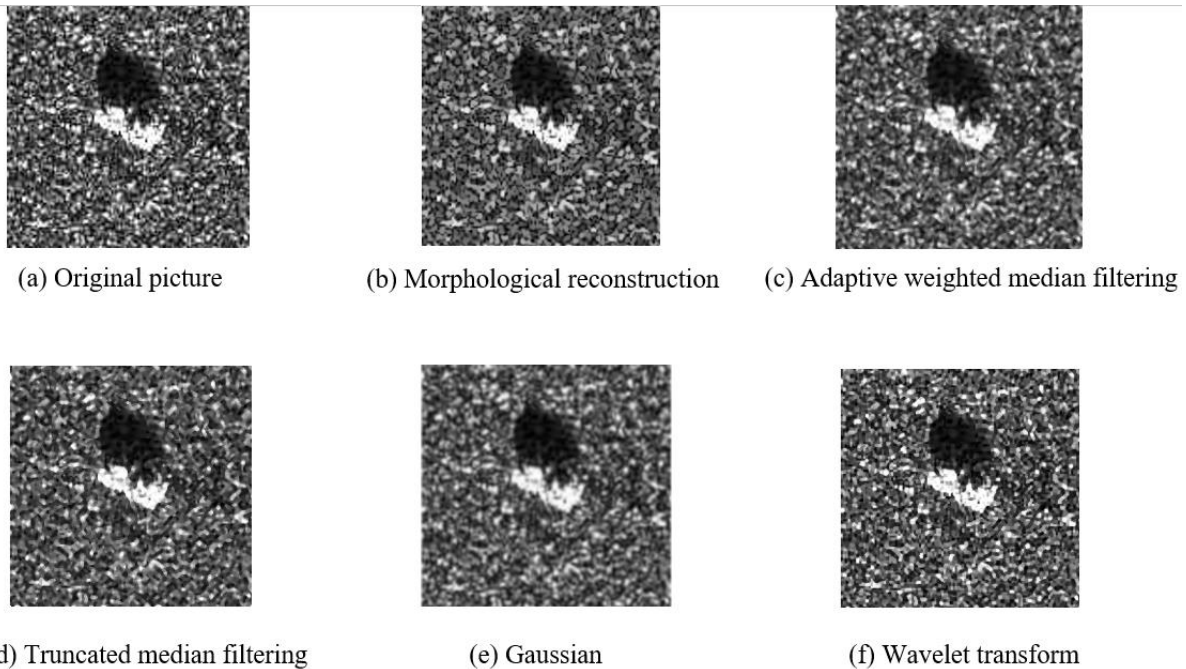 (a) Original picture
(b) Morphological reconstruction
(c) Adaptive weighted median filtering
d) Truncated median filtering
(e) Gaussian
(f) Wavelet transform